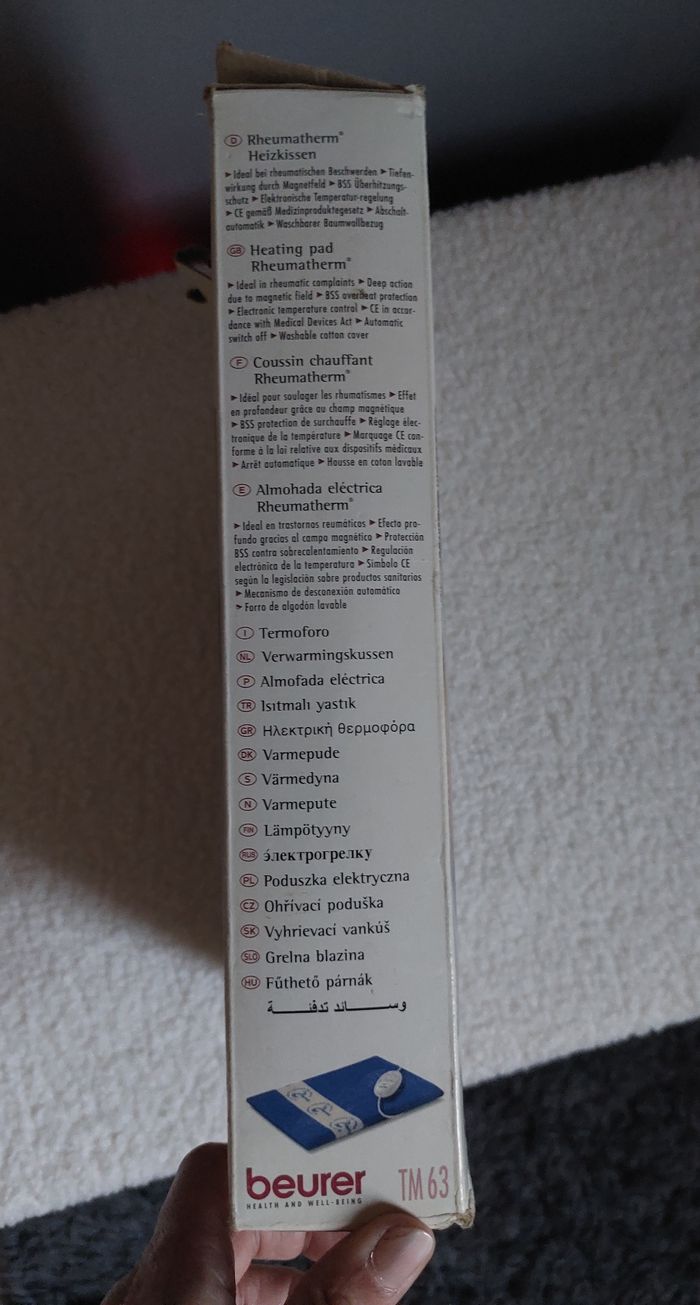 D Rheumatherm®
Heizkissen
► Ideal bei rheumatischen Beschwerden ► Tiefen-
wirkung durch Magnetfeld ► BSS Überhitzungs-
schutz ► Elektronische Temperatur-regelung
► CE gemäß Medizinproduktegesetz ► Abschalt-
automatik ► Waschbarer Baumwollbezug
GB Heating pad
Rheumatherm®
► Ideal in rheumatic complaints ► Deep action
due to magnetic field ► BSS overheat protection
► Electronic temperature control ► CE in accor-
dance with Medical Devices Act ► Automatic
switch off ► Washable cotton cover
F Coussin chauffant
Rheumatherm®
► Idéal pour soulager les rhumatismes ► Effet
en profondeur grâce au champ magnétique
► BSS protection de surchauffe ► Réglage élec-
tronique de la température ► Marquage CE con-
forme à la loi relative aux dispositifs médicaux
► Arrêt automatique ► Housse en coton lavable
E Almohada eléctrica
Rheumatherm®
► Ideal en trastornos reumáticos ► Efecto pro-
fundo gracias al campo magnético ► Protección
BSS contra sobrecalentamiento ► Regulación
electrónica de la temperatura ► Símbolo CE
según la legislación sobre productos sanitarios
► Mecanismo de desconexión automático
► Forro de algodón lavable
I Termoforo
NL Verwarmingskussen
P Almofada eléctrica
TR Isıtmalı yastık
GR Ηλεκτρική θερμοφόρα
DK Varmepude
S Värmedyna
N Varmepute
FIN Lämpötyyny
RUS э́лектрогрелку
PL Poduszka elektryczna
CZ Ohřívací poduška
SK Vyhrievací vankúš
SLO Grelna blazina
HU Fűthető párnák
وســـــائد تدفئـــــــة
beurer TM 63
HEALTH AND WELL-BEING